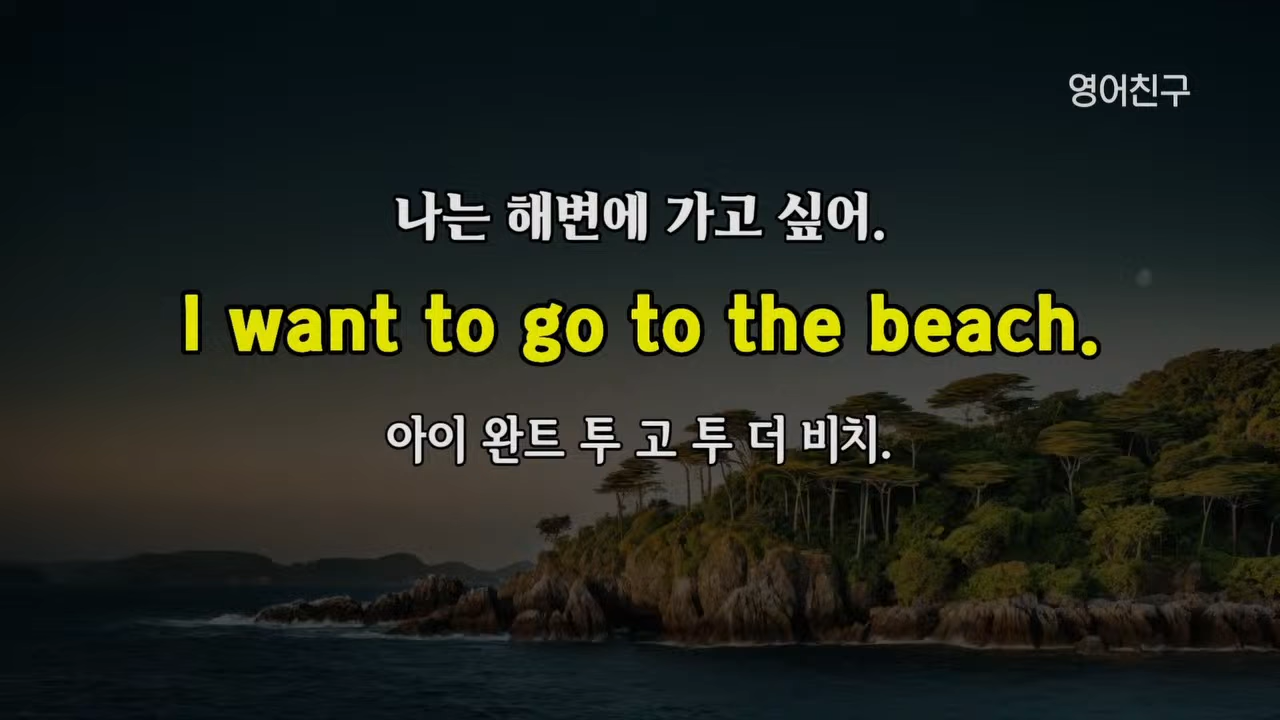 영어친구
나는 해변에 가고 싶어.
I want to go to the beach.
아이 완트 투 고 투 더 비치.